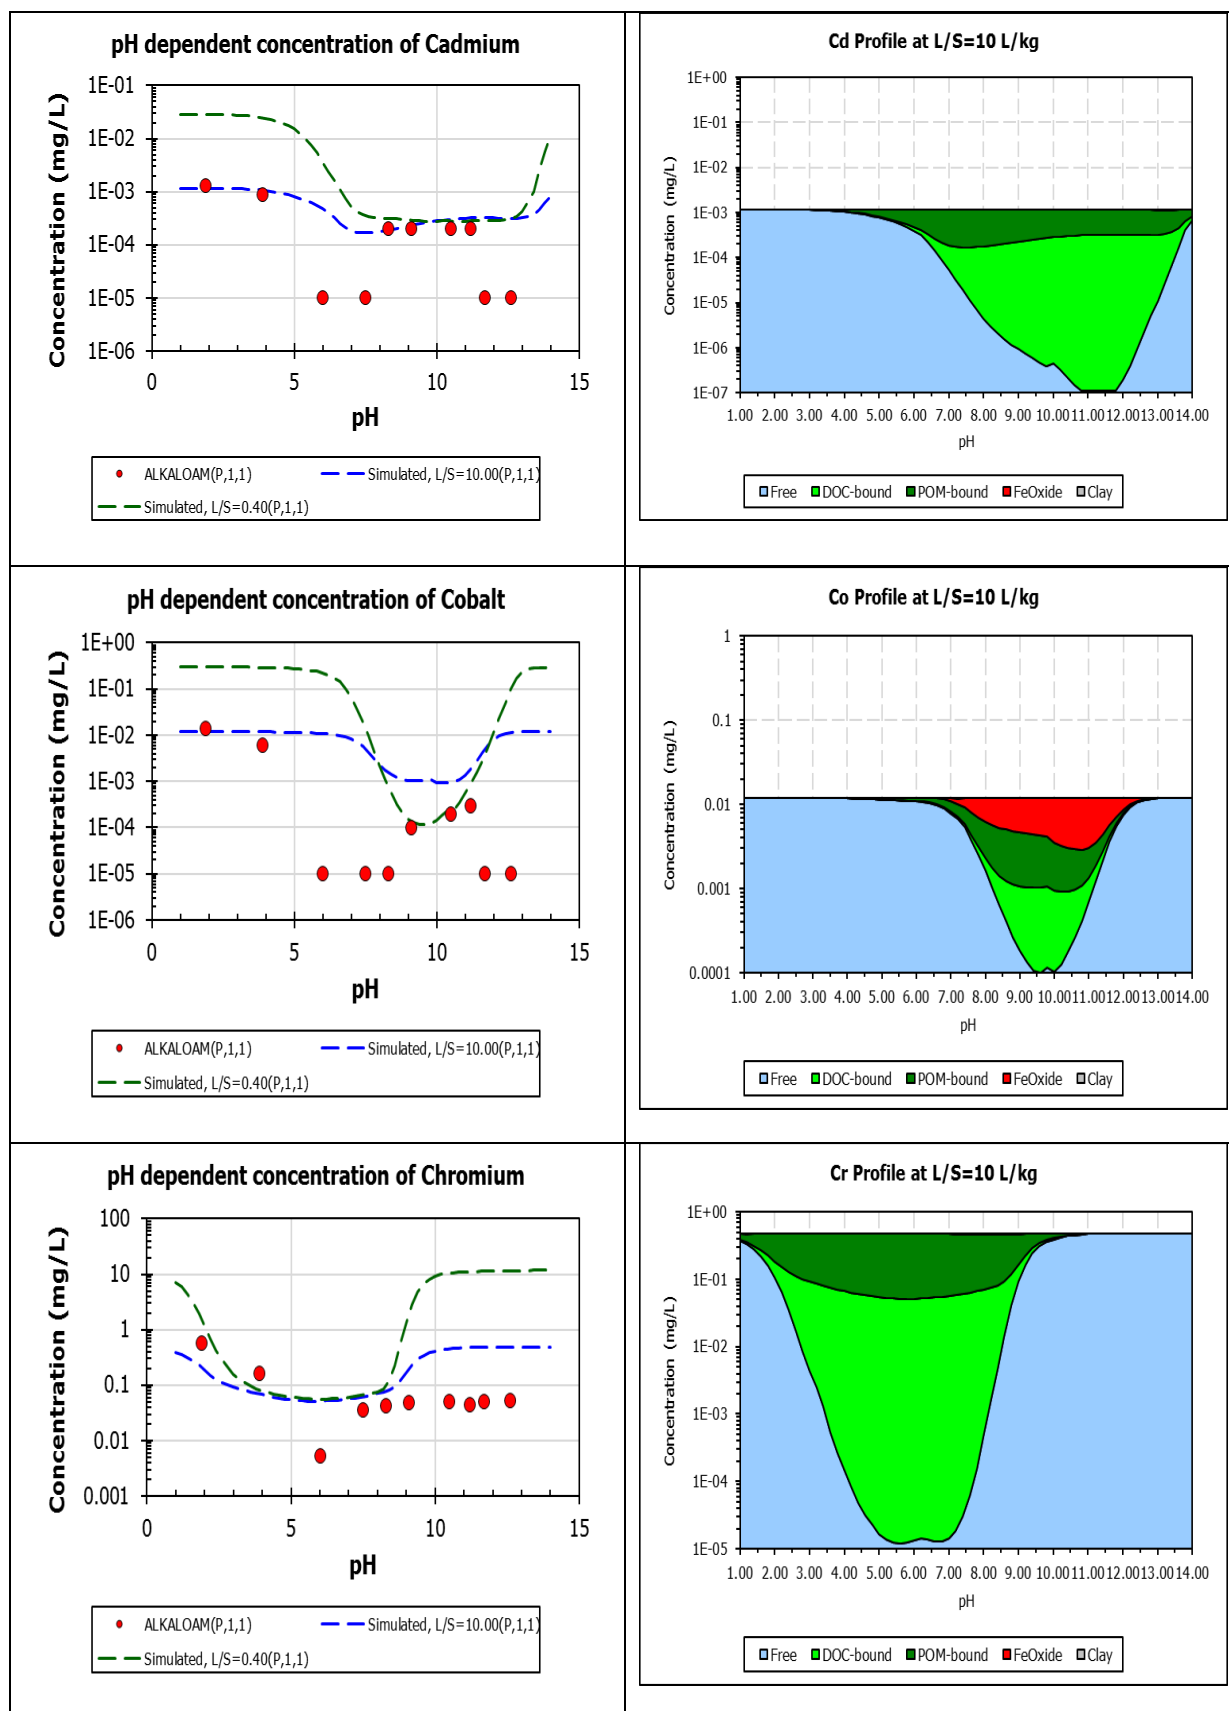 pH dependent concentration of Cadmium
Concentration (mg/L)
1E-01
1E-02
1E-03
1E-04
1E-05
1E-06
0 5 10 15
pH
ALKALOAM(P,1,1) Simulated, L/S=10.00(P,1,1)
Simulated, L/S=0.40(P,1,1)
Cd Profile at L/S=10 L/kg
Concentration (mg/L)
1E+00
1E-01
1E-02
1E-03
1E-04
1E-05
1E-06
1E-07
1.00 2.00 3.00 4.00 5.00 6.00 7.00 8.00 9.00 10.00 11.00 12.00 13.00 14.00
pH
Free DOC-bound POM-bound FeOxide Clay
pH dependent concentration of Cobalt
Concentration (mg/L)
1E+00
1E-01
1E-02
1E-03
1E-04
1E-05
1E-06
0 5 10 15
pH
ALKALOAM(P,1,1) Simulated, L/S=10.00(P,1,1)
Simulated, L/S=0.40(P,1,1)
Co Profile at L/S=10 L/kg
Concentration (mg/L)
1
0.1
0.01
0.001
0.0001
1.00 2.00 3.00 4.00 5.00 6.00 7.00 8.00 9.00 10.00 11.00 12.00 13.00 14.00
pH
Free DOC-bound POM-bound FeOxide Clay
pH dependent concentration of Chromium
Concentration (mg/L)
100
10
1
0.1
0.01
0.001
0 5 10 15
pH
ALKALOAM(P,1,1) Simulated, L/S=10.00(P,1,1)
Simulated, L/S=0.40(P,1,1)
Cr Profile at L/S=10 L/kg
Concentration (mg/L)
1E+00
1E-01
1E-02
1E-03
1E-04
1E-05
1.00 2.00 3.00 4.00 5.00 6.00 7.00 8.00 9.00 10.00 11.00 12.00 13.00 14.00
pH
Free DOC-bound POM-bound FeOxide Clay